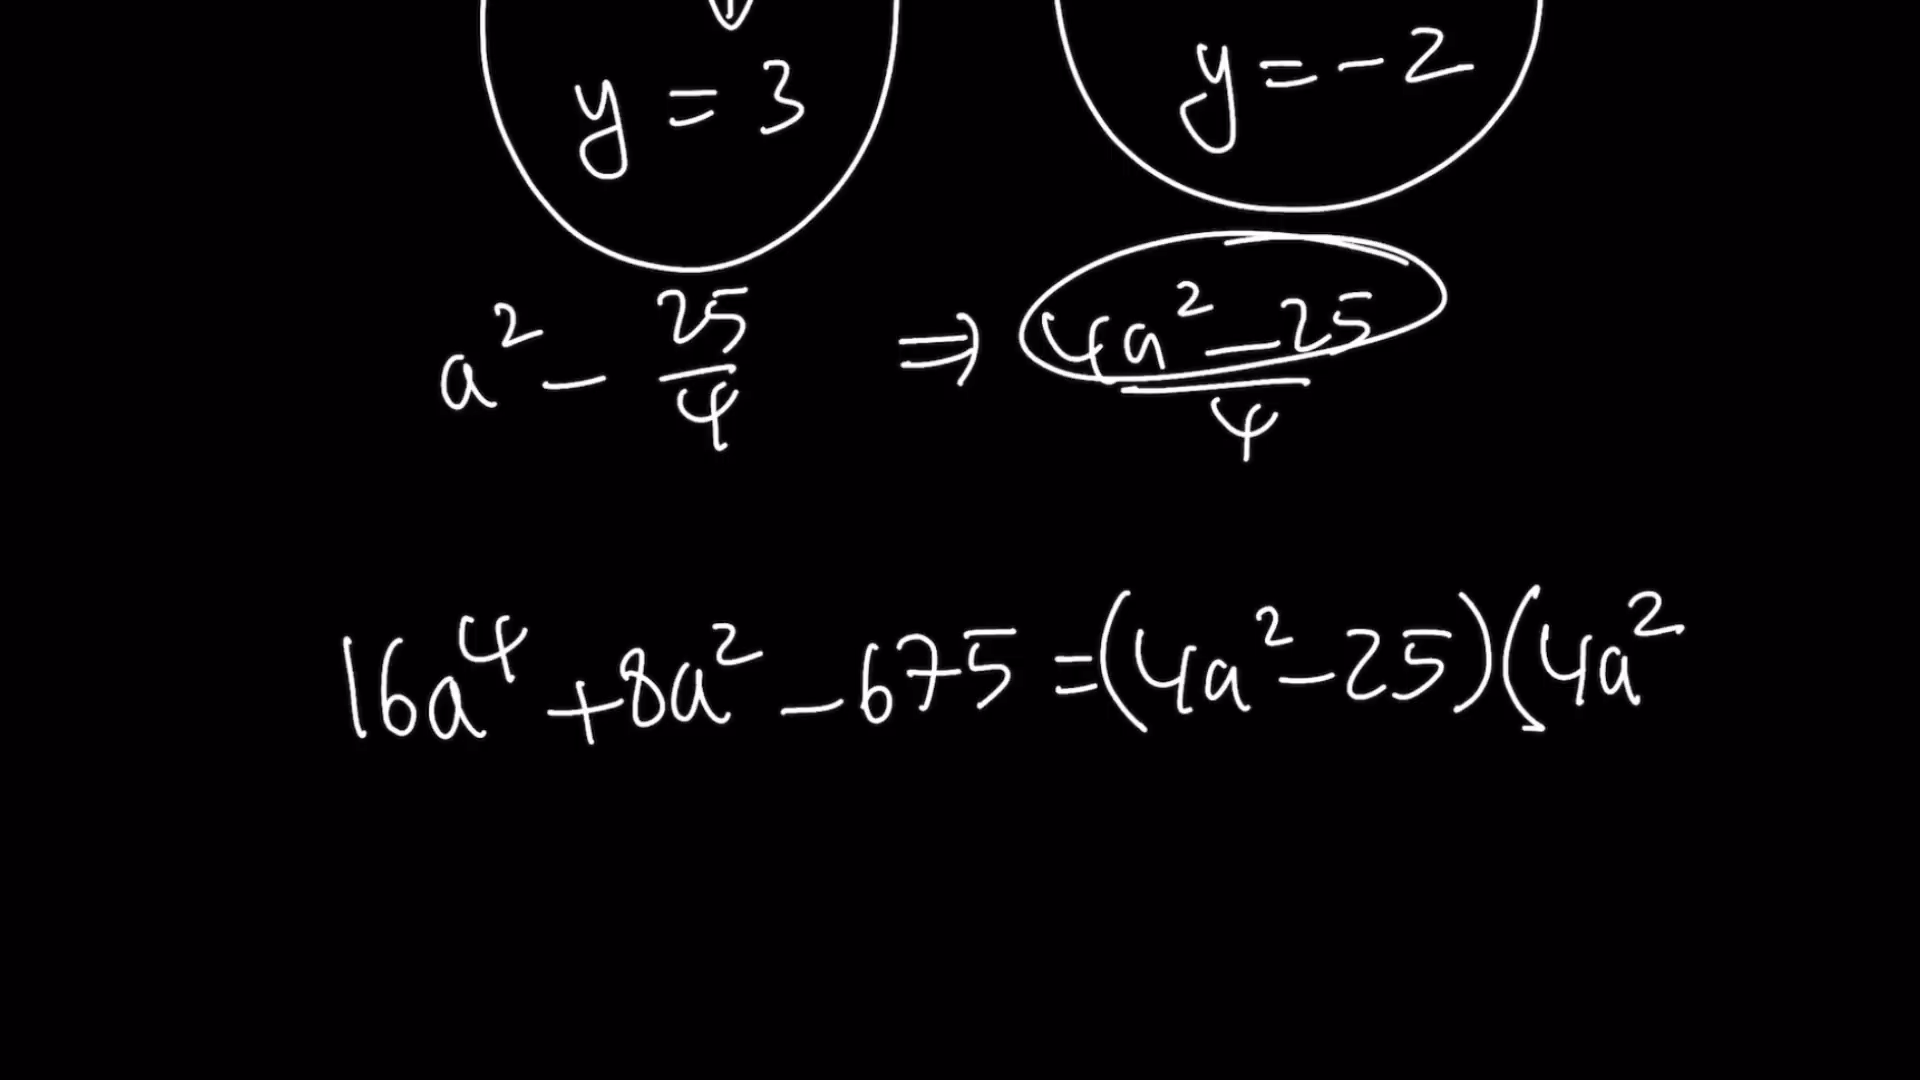 y = 3 y = -2
a² - 25/4 ⇒ 4a² - 25/4
16a⁴ + 8a² - 675 = (4a² - 25)(4a²